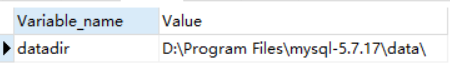 Variable_name Value
datadir D:\Program Files\mysql-5.7.17\data\